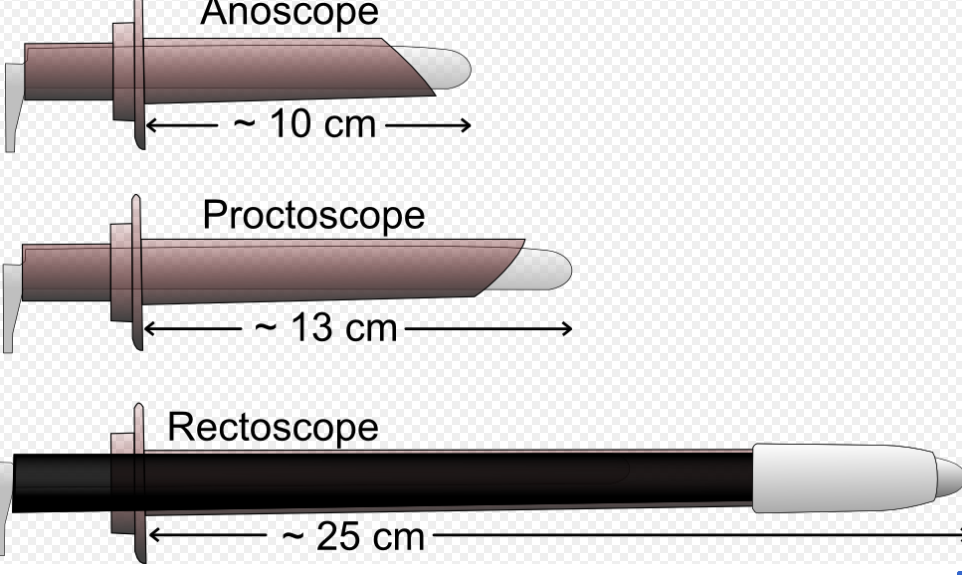 Anoscope
~ 10 cm
Proctoscope
~ 13 cm
Rectoscope
~ 25 cm